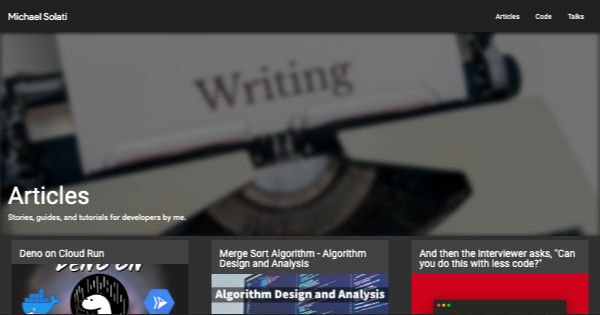 Michael Solati
Articles Code Talks
Writing
Articles
Stories, guides, and tutorials for developers by me.
Deno on Cloud Run
Merge Sort Algorithm - Algorithm
Design and Analysis
And then the interviewer asks, "Can
you do this with less code?"
DENO ON
Algorithm Design and Analysis